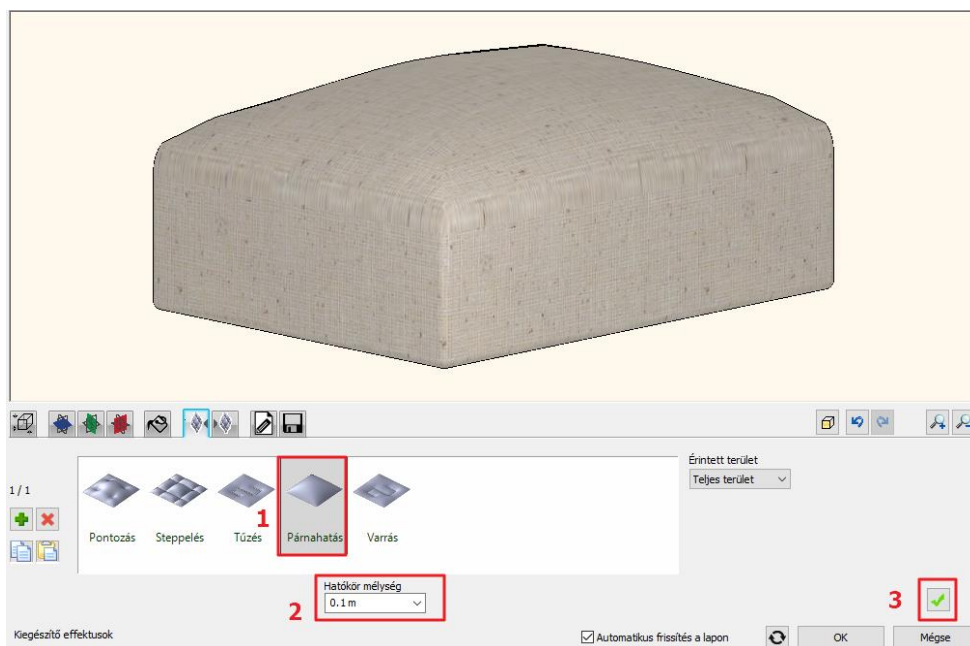 Érintett terület
Teljes terület
1 / 1
1
Pontozás
Steppelés
Tűzés
Párnahatás
Varrás
Hatókör mélység
2
0.1 m
3
Kiegészítő effektusok
Automatikus frissítés a lapon
OK
Mégse